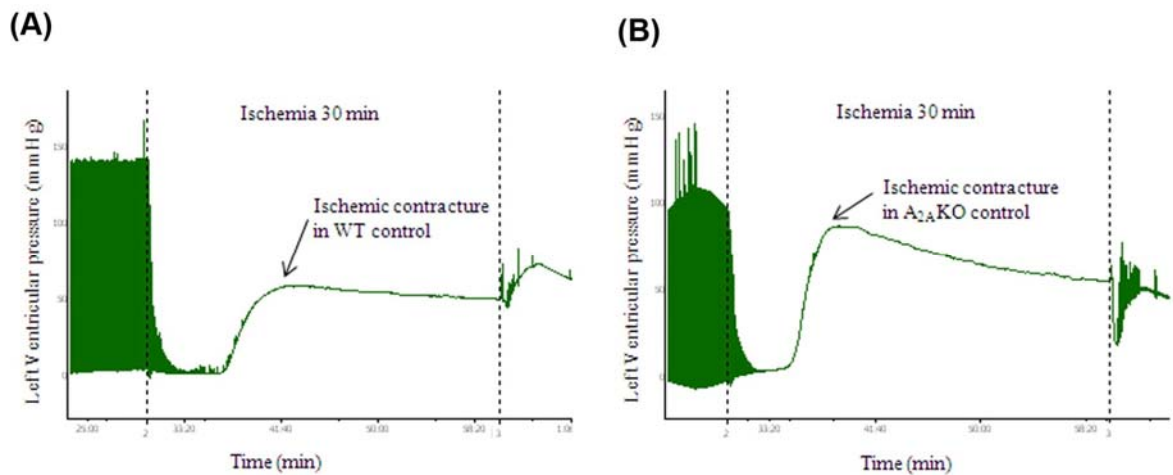 (A)
Left Ventricular pressure (mmHg)
150
100
50
0
Ischemia 30 min
Ischemic contracture
in WT control
25:00 2 33:20 41:40 50:00 58:20 3 1:06
Time (min)
(B)
Left Ventricular pressure (mmHg)
150
100
50
0
Ischemia 30 min
Ischemic contracture
in A2AKO control
2 33:20 41:40 50:00 58:20 3
Time (min)